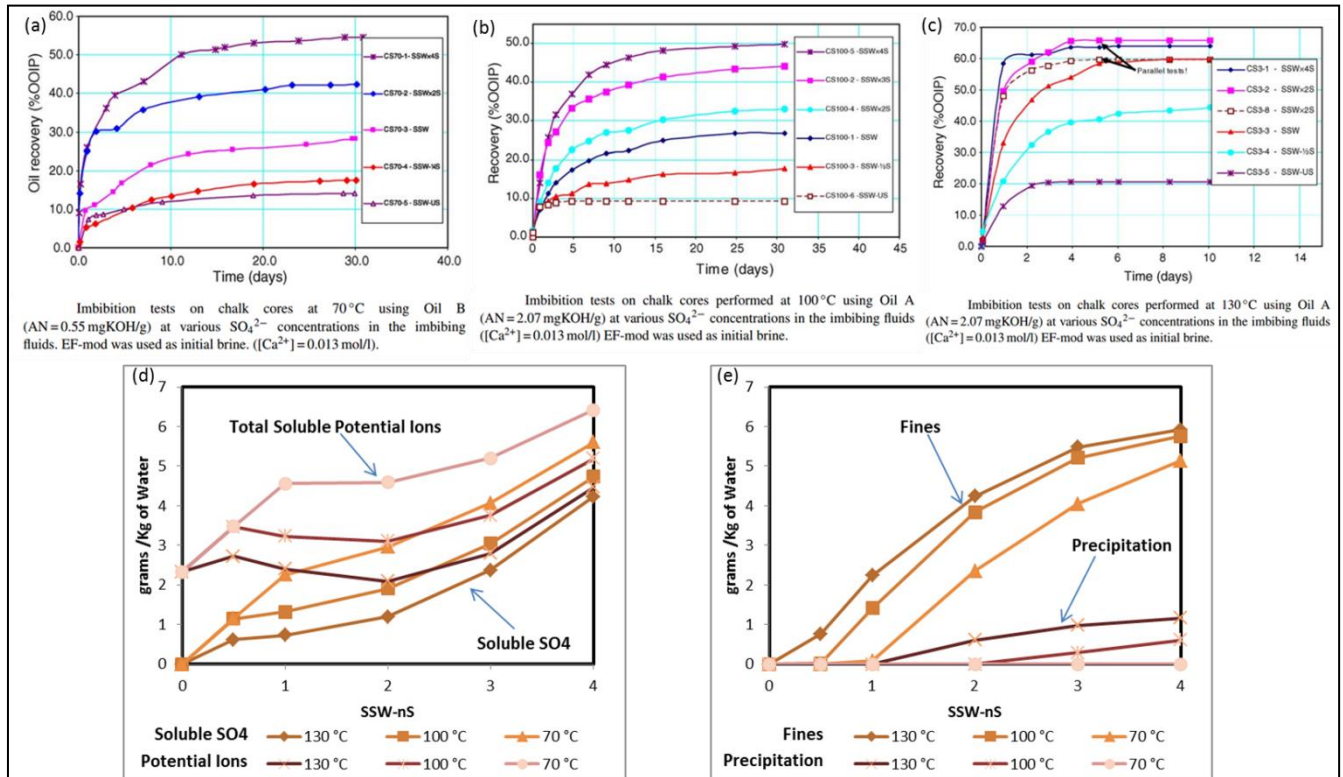 (a)
60.0
50.0
40.0
30.0
20.0
10.0
0.0
Oil recovery (%OOIP)
0.0 10.0 20.0 30.0 40.0
Time (days)
CS70-1- SSWx4S
CS70-2 - SSWx2S
CS70-3 - SSW
CS70-4 - SSW-¼S
CS70-5 - SSW-US
Imbibition tests on chalk cores at 70 °C using Oil B
(AN = 0.55 mgKOH/g) at various SO₄²⁻ concentrations in the imbibing
fluids. EF-mod was used as initial brine. ([Ca²⁺] = 0.013 mol/l).
(b)
50.0
40.0
30.0
20.0
10.0
0.0
Recovery (%OOIP)
0 5 10 15 20 25 30 35 40 45
Time (days)
CS100-5 - SSWx4S
CS100-2 - SSWx3S
CS100-4 - SSWx2S
CS100-1 - SSW
CS100-3 - SSW-½S
CS100-6 - SSW-US
Imbibition tests on chalk cores performed at 100 °C using Oil A
(AN = 2.07 mgKOH/g) at various SO₄²⁻ concentrations in the imbibing fluids
([Ca²⁺] = 0.013 mol/l) EF-mod was used as initial brine.
(c)
70.0
60.0
50.0
40.0
30.0
20.0
10.0
0.0
Recovery (%OOIP)
0 2 4 6 8 10 12 14
Time (days)
Parallel tests!
CS3-1 - SSWx4S
CS3-2 - SSWx2S
CS3-8 - SSWx2S
CS3-3 - SSW
CS3-4 - SSW-½S
CS3-5 - SSW-US
Imbibition tests on chalk cores performed at 130 °C using Oil A
(AN = 2.07 mgKOH/g) at various SO₄²⁻ concentrations in the imbibing fluids
([Ca²⁺] = 0.013 mol/l) EF-mod was used as initial brine.
(d)
7
6
5
4
3
2
1
0
grams /Kg of Water
Total Soluble Potential Ions
Soluble SO4
0 1 2 3 4
SSW-nS
Soluble SO4 130 °C 100 °C 70 °C
Potential Ions 130 °C 100 °C 70 °C
(e)
7
6
5
4
3
2
1
0
grams /Kg of Water
Fines
Precipitation
0 1 2 3 4
SSW-nS
Fines 130 °C 100 °C 70 °C
Precipitation 130 °C 100 °C 70 °C